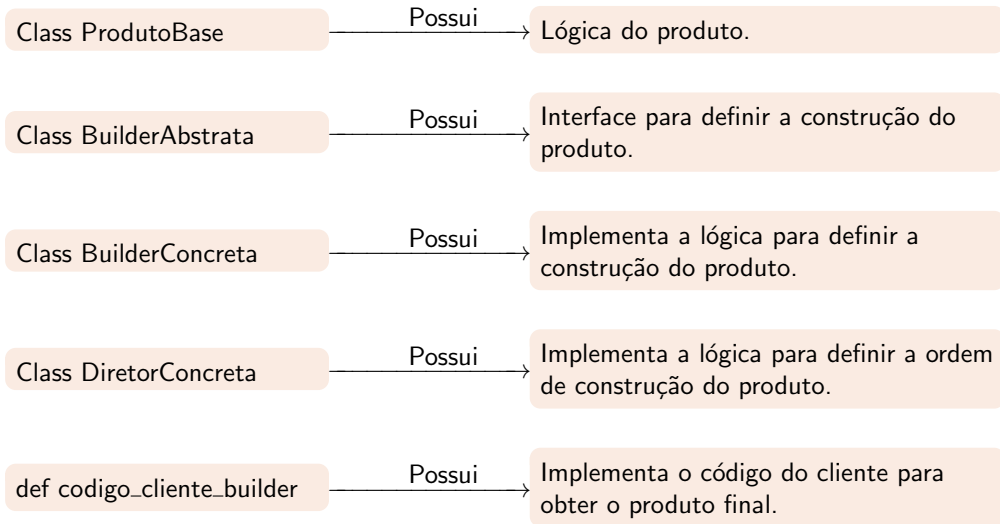 Class ProdutoBase
Possui
Lógica do produto.
Class BuilderAbstrata
Possui
Interface para definir a construção do
produto.
Class BuilderConcreta
Possui
Implementa a lógica para definir a
construção do produto.
Class DiretorConcreta
Possui
Implementa a lógica para definir a ordem
de construção do produto.
def codigo_cliente_builder
Possui
Implementa o código do cliente para
obter o produto final.